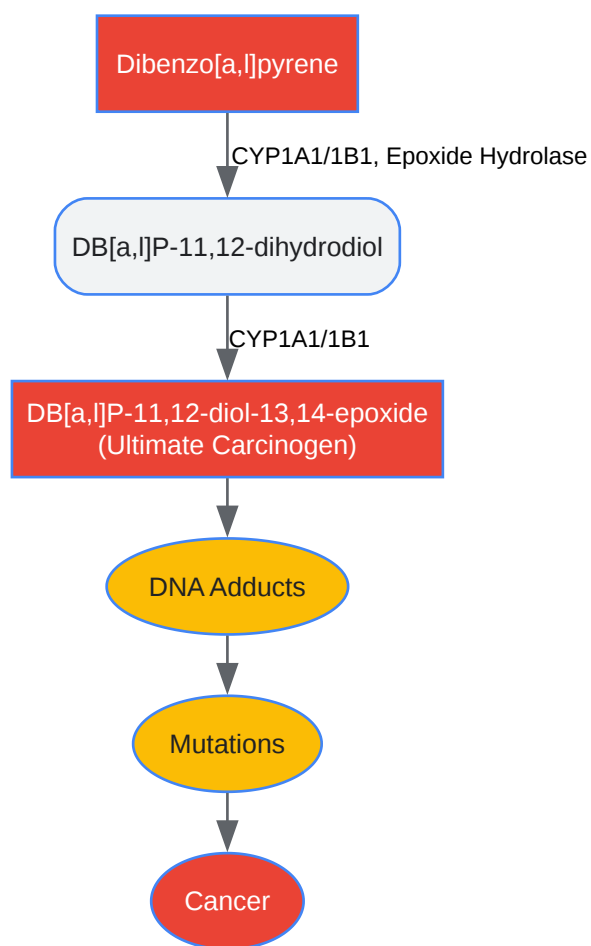 Dibenzo[a,l]pyrene
CYP1A1/1B1, Epoxide Hydrolase
DB[a,l]P-11,12-dihydrodiol
CYP1A1/1B1
DB[a,l]P-11,12-diol-13,14-epoxide
(Ultimate Carcinogen)
DNA Adducts
Mutations
Cancer